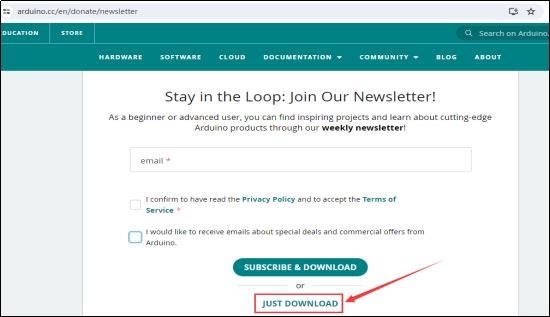 arduino.cc/en/donate/newsletter
DUCATION STORE Search on Arduino.
HARDWARE SOFTWARE CLOUD DOCUMENTATION COMMUNITY BLOG ABOUT
Stay in the Loop: Join Our Newsletter!
As a beginner or advanced user, you can find inspiring projects and learn about cutting-edge
Arduino products through our weekly newsletter!
email *
I confirm to have read the Privacy Policy and to accept the Terms of
Service *
I would like to receive emails about special deals and commercial offers from
Arduino.
SUBSCRIBE & DOWNLOAD
or
JUST DOWNLOAD